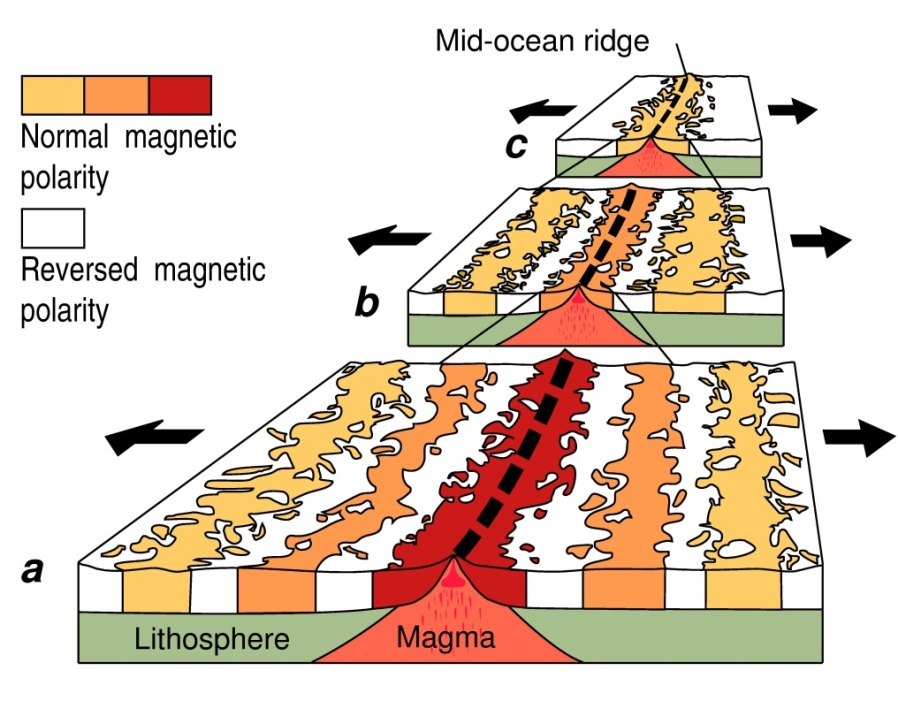 Mid-ocean ridge
Normal magnetic
polarity
Reversed magnetic
polarity
c
b
a
Lithosphere
Magma